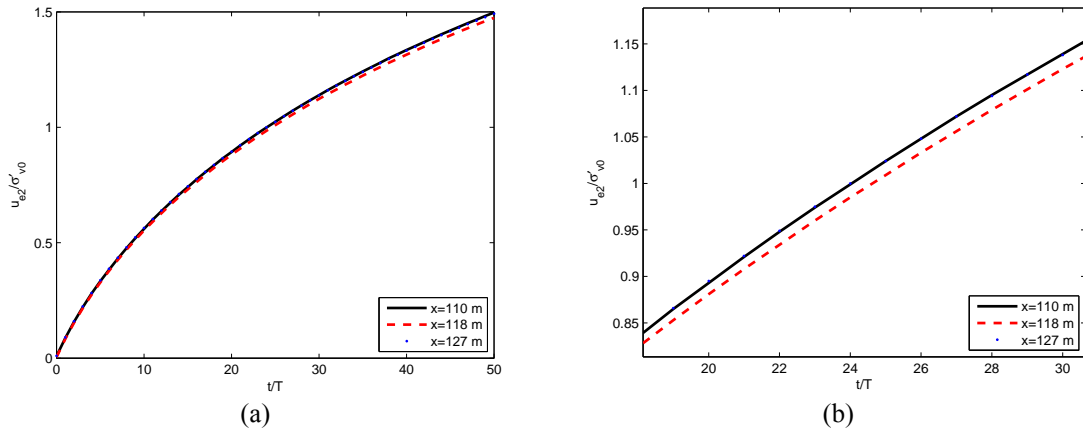 1.5
1
0.5
0
u_e2/σ'_v0
0 10 20 30 40 50
t/T
x=110 m
x=118 m
x=127 m
(a)
1.15
1.1
1.05
1
0.95
0.9
0.85
u_e2/σ'_v0
20 22 24 26 28 30
t/T
x=110 m
x=118 m
x=127 m
(b)